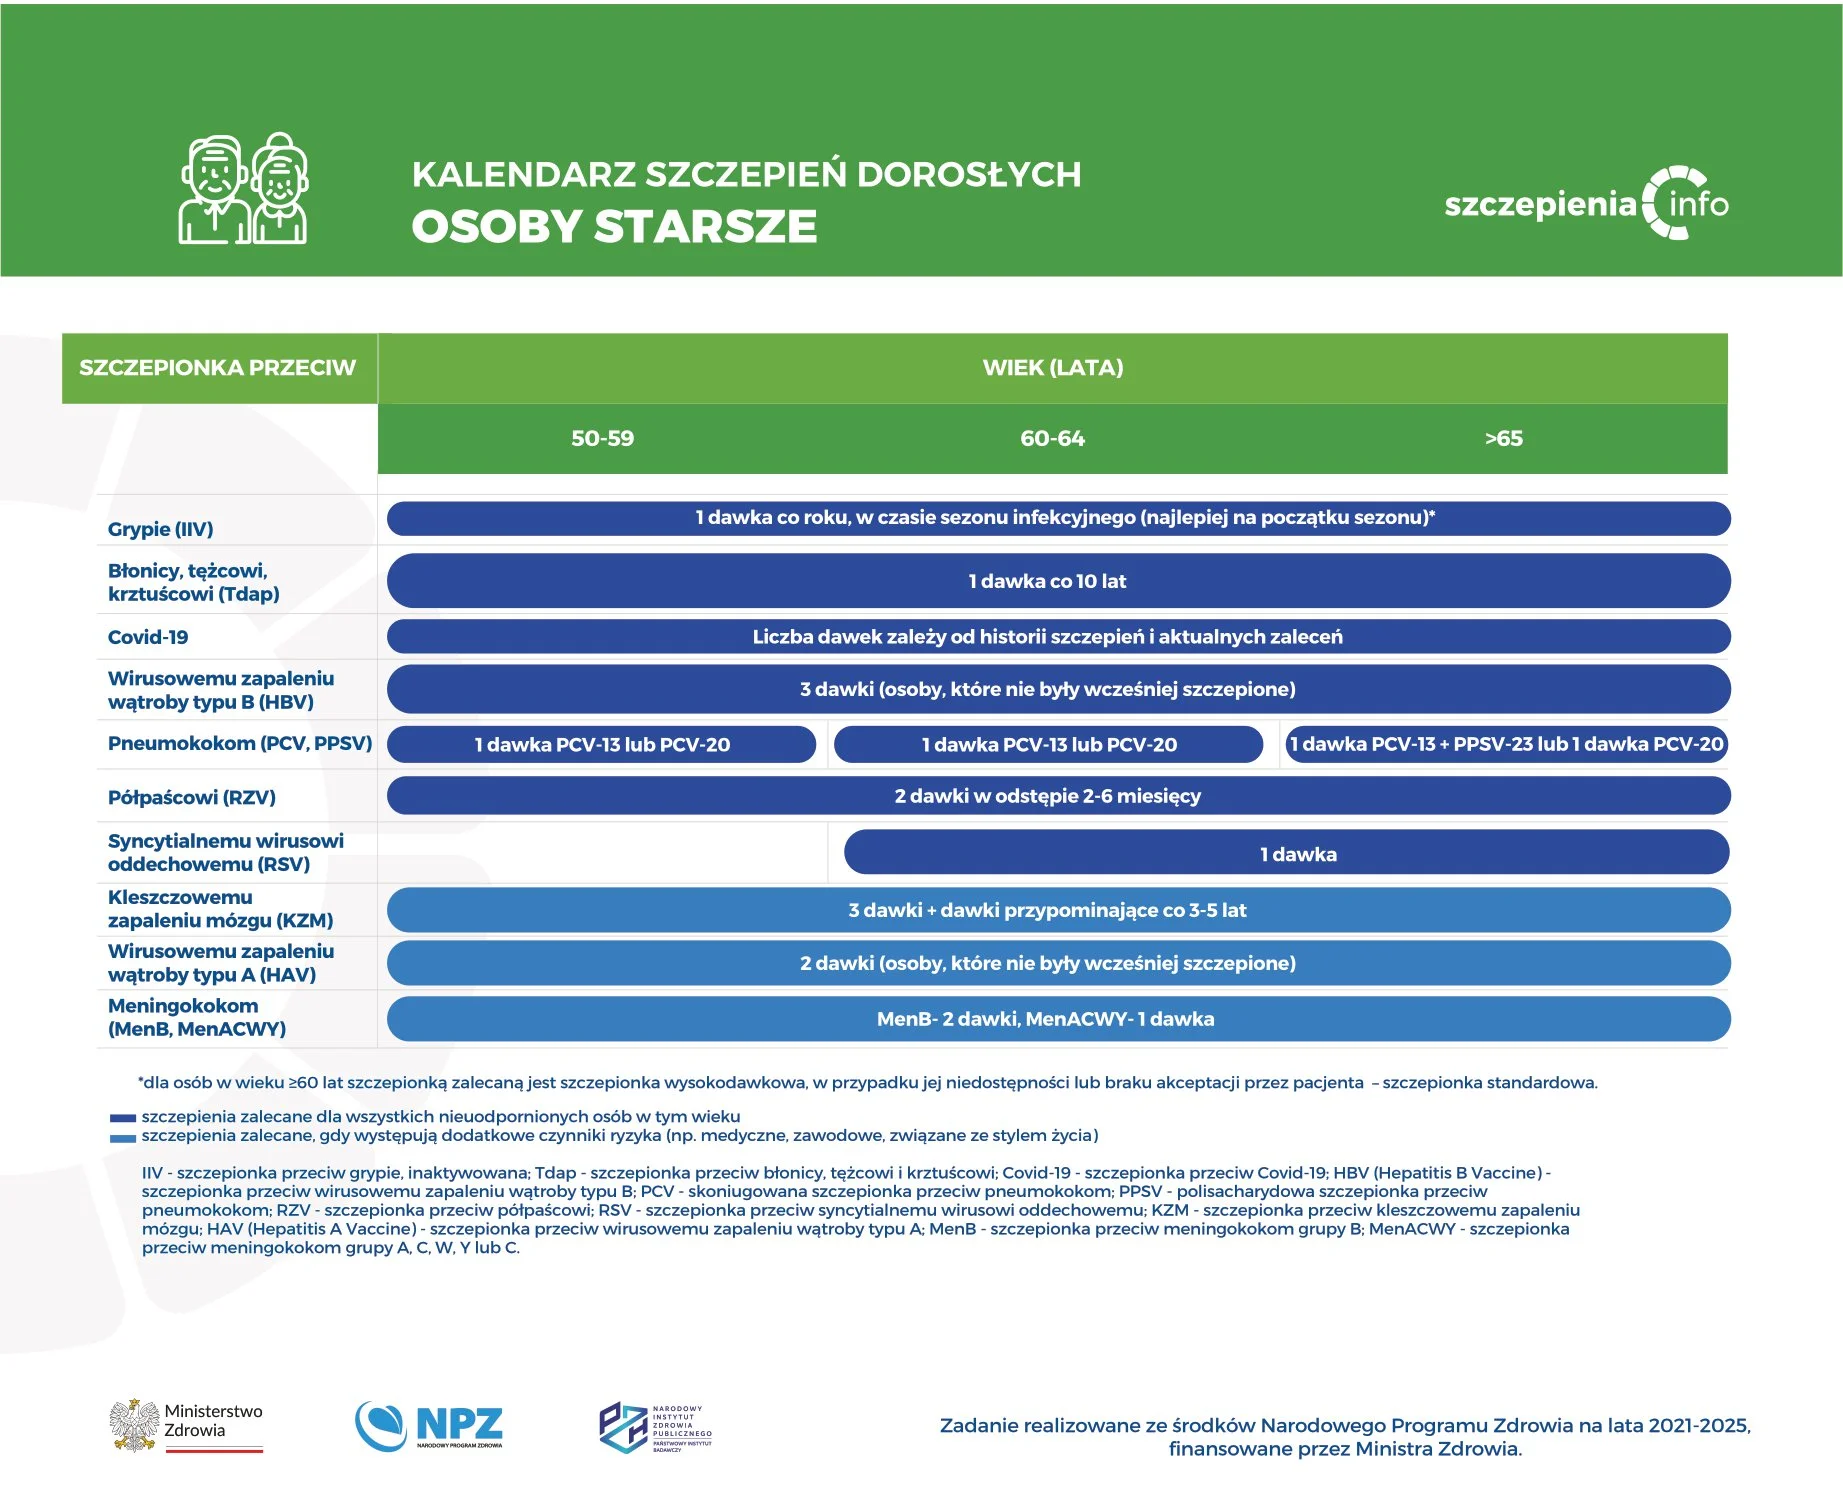 KALENDARZ SZCZEPIEŃ DOROSŁYCH
OSOBY STARSZE
szczepienia info
SZCZEPIONKA PRZECIW
WIEK (LATA)
50-59
60-64
>65
Grypie (IIV)
1 dawka co roku, w czasie sezonu infekcyjnego (najlepiej na początku sezonu)*
Błonicy, tężcowi,
krztuścowi (Tdap)
1 dawka co 10 lat
Covid-19
Liczba dawek zależy od historii szczepień i aktualnych zaleceń
Wirusowemu zapaleniu
wątroby typu B (HBV)
3 dawki (osoby, które nie były wcześniej szczepione)
Pneumokokom (PCV, PPSV)
1 dawka PCV-13 lub PCV-20
1 dawka PCV-13 lub PCV-20
1 dawka PCV-13 + PPSV-23 lub 1 dawka PCV-20
Półpaścowi (RZV)
2 dawki w odstępie 2-6 miesięcy
Syncytialnemu wirusowi
oddechowemu (RSV)
1 dawka
Kleszczowemu
zapaleniu mózgu (KZM)
3 dawki + dawki przypominające co 3-5 lat
Wirusowemu zapaleniu
wątroby typu A (HAV)
2 dawki (osoby, które nie były wcześniej szczepione)
Meningokokom
(MenB, MenACWY)
MenB- 2 dawki, MenACWY- 1 dawka
*dla osób w wieku ≥60 lat szczepionką zalecaną jest szczepionka wysokodawkowa, w przypadku jej niedostępności lub braku akceptacji przez pacjenta – szczepionka standardowa.
szczepienia zalecane dla wszystkich nieuodpornionych osób w tym wieku
szczepienia zalecane, gdy występują dodatkowe czynniki ryzyka (np. medyczne, zawodowe, związane ze stylem życia)
IIV - szczepionka przeciw grypie, inaktywowana; Tdap - szczepionka przeciw błonicy, tężcowi i krztuścowi; Covid-19 - szczepionka przeciw Covid-19; HBV (Hepatitis B Vaccine) -
szczepionka przeciw wirusowemu zapaleniu wątroby typu B; PCV - skoniugowana szczepionka przeciw pneumokokom; PPSV - polisacharydowa szczepionka przeciw
pneumokokom; RZV - szczepionka przeciw półpaścowi; RSV - szczepionka przeciw syncytialnemu wirusowi oddechowemu; KZM - szczepionka przeciw kleszczowemu zapaleniu
mózgu; HAV (Hepatitis A Vaccine) - szczepionka przeciw wirusowemu zapaleniu wątroby typu A; MenB - szczepionka przeciw meningokokom grupy B; MenACWY - szczepionka
przeciw meningokokom grupy A, C, W, Y lub C.
Ministerstwo
Zdrowia
NPZ
NARODOWY PROGRAM ZDROWIA
PZH
NARODOWY
INSTYTUT
ZDROWIA
PUBLICZNEGO
PAŃSTWOWY INSTYTUT
BADAWCZY
Zadanie realizowane ze środków Narodowego Programu Zdrowia na lata 2021-2025,
finansowane przez Ministra Zdrowia.